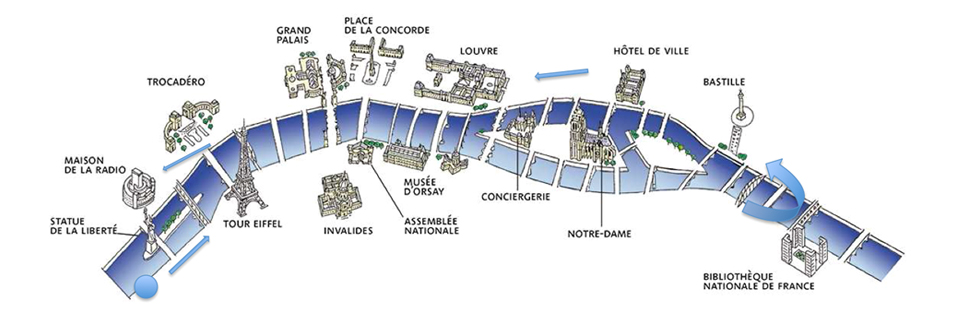 PLACE
DE LA CONCORDE
GRAND
PALAIS
LOUVRE
HÔTEL DE VILLE
TROCADÉRO
BASTILLE
MAISON
DE LA RADIO
STATUE
DE LA LIBERTÉ
TOUR EIFFEL
INVALIDES
ASSEMBLÉE
NATIONALE
MUSÉE
D'ORSAY
CONCIERGERIE
NOTRE-DAME
BIBLIOTHÈQUE
NATIONALE DE FRANCE